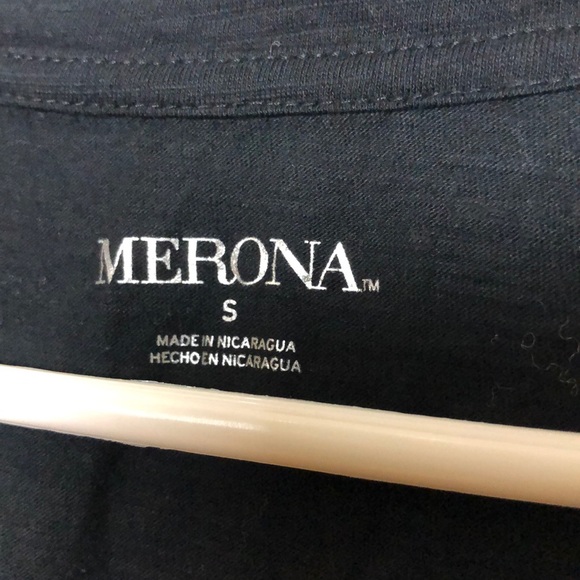 MERONA™
S
MADE IN NICARAGUA
HECHO EN NICARAGUA